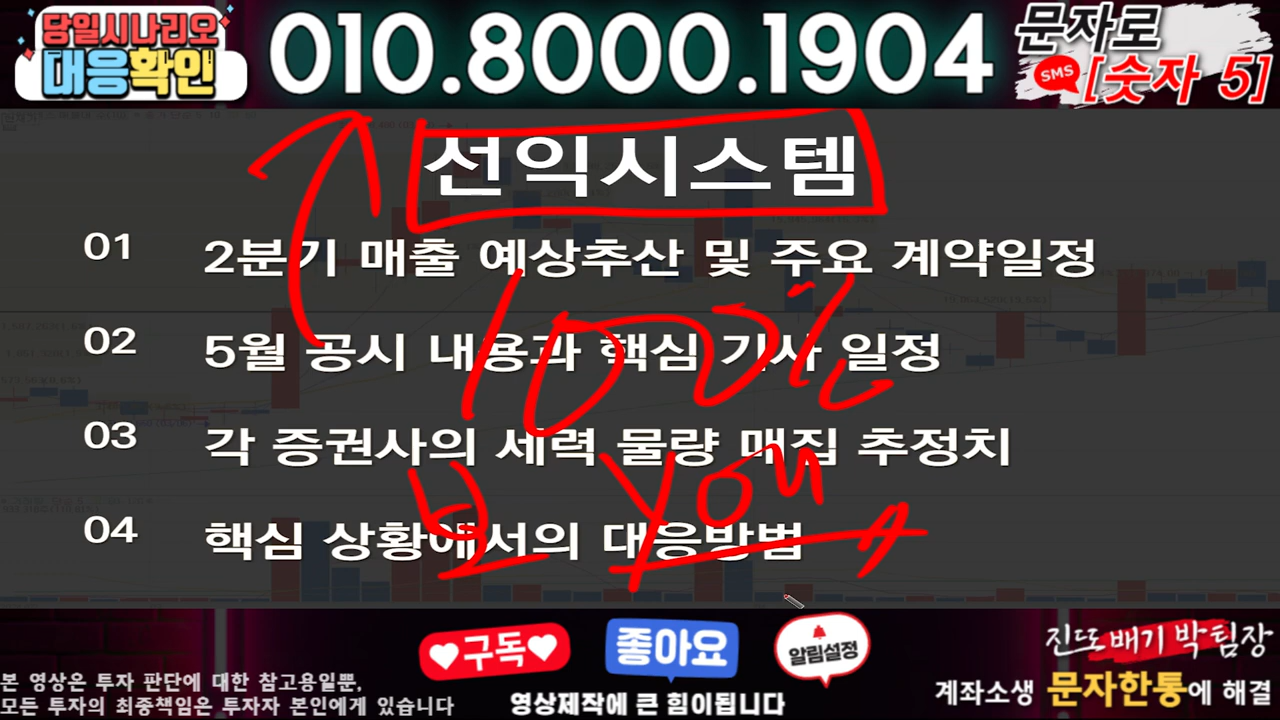 당일시나리오
대응확인
010.8000.1904
문자로
SMS
[숫자 5]
선익시스템
01 2분기 매출 예상추산 및 주요 계약일정
02 5월 공시 내용과 핵심 기사 일정
03 각 증권사의 세력 물량 매집 추정치
04 핵심 상황에서의 대응방법
100%
보 you
구독
좋아요
알림설정
영상제작에 큰 힘이됩니다
본 영상은 투자 판단에 대한 참고용일뿐,
모든 투자의 최종책임은 투자자 본인에게 있습니다
진또배기 박팀장
계좌소생 문자한통에 해결